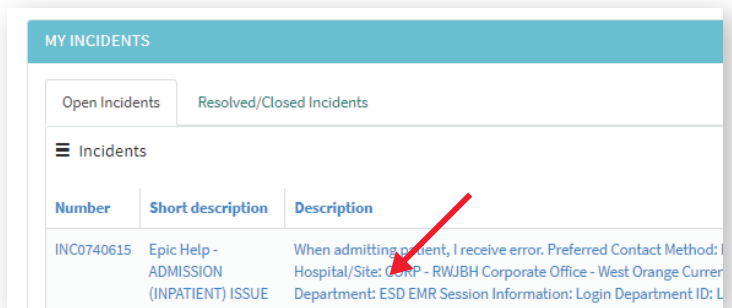 MY INCIDENTS
Open Incidents Resolved/Closed Incidents
Incidents
Number Short description Description
INC0740615 Epic Help - When admitting patient, I receive error. Preferred Contact Method:
ADMISSION Hospital/Site: CORP - RWJBH Corporate Office - West Orange Curren
(INPATIENT) ISSUE Department: ESD EMR Session Information: Login Department ID: L